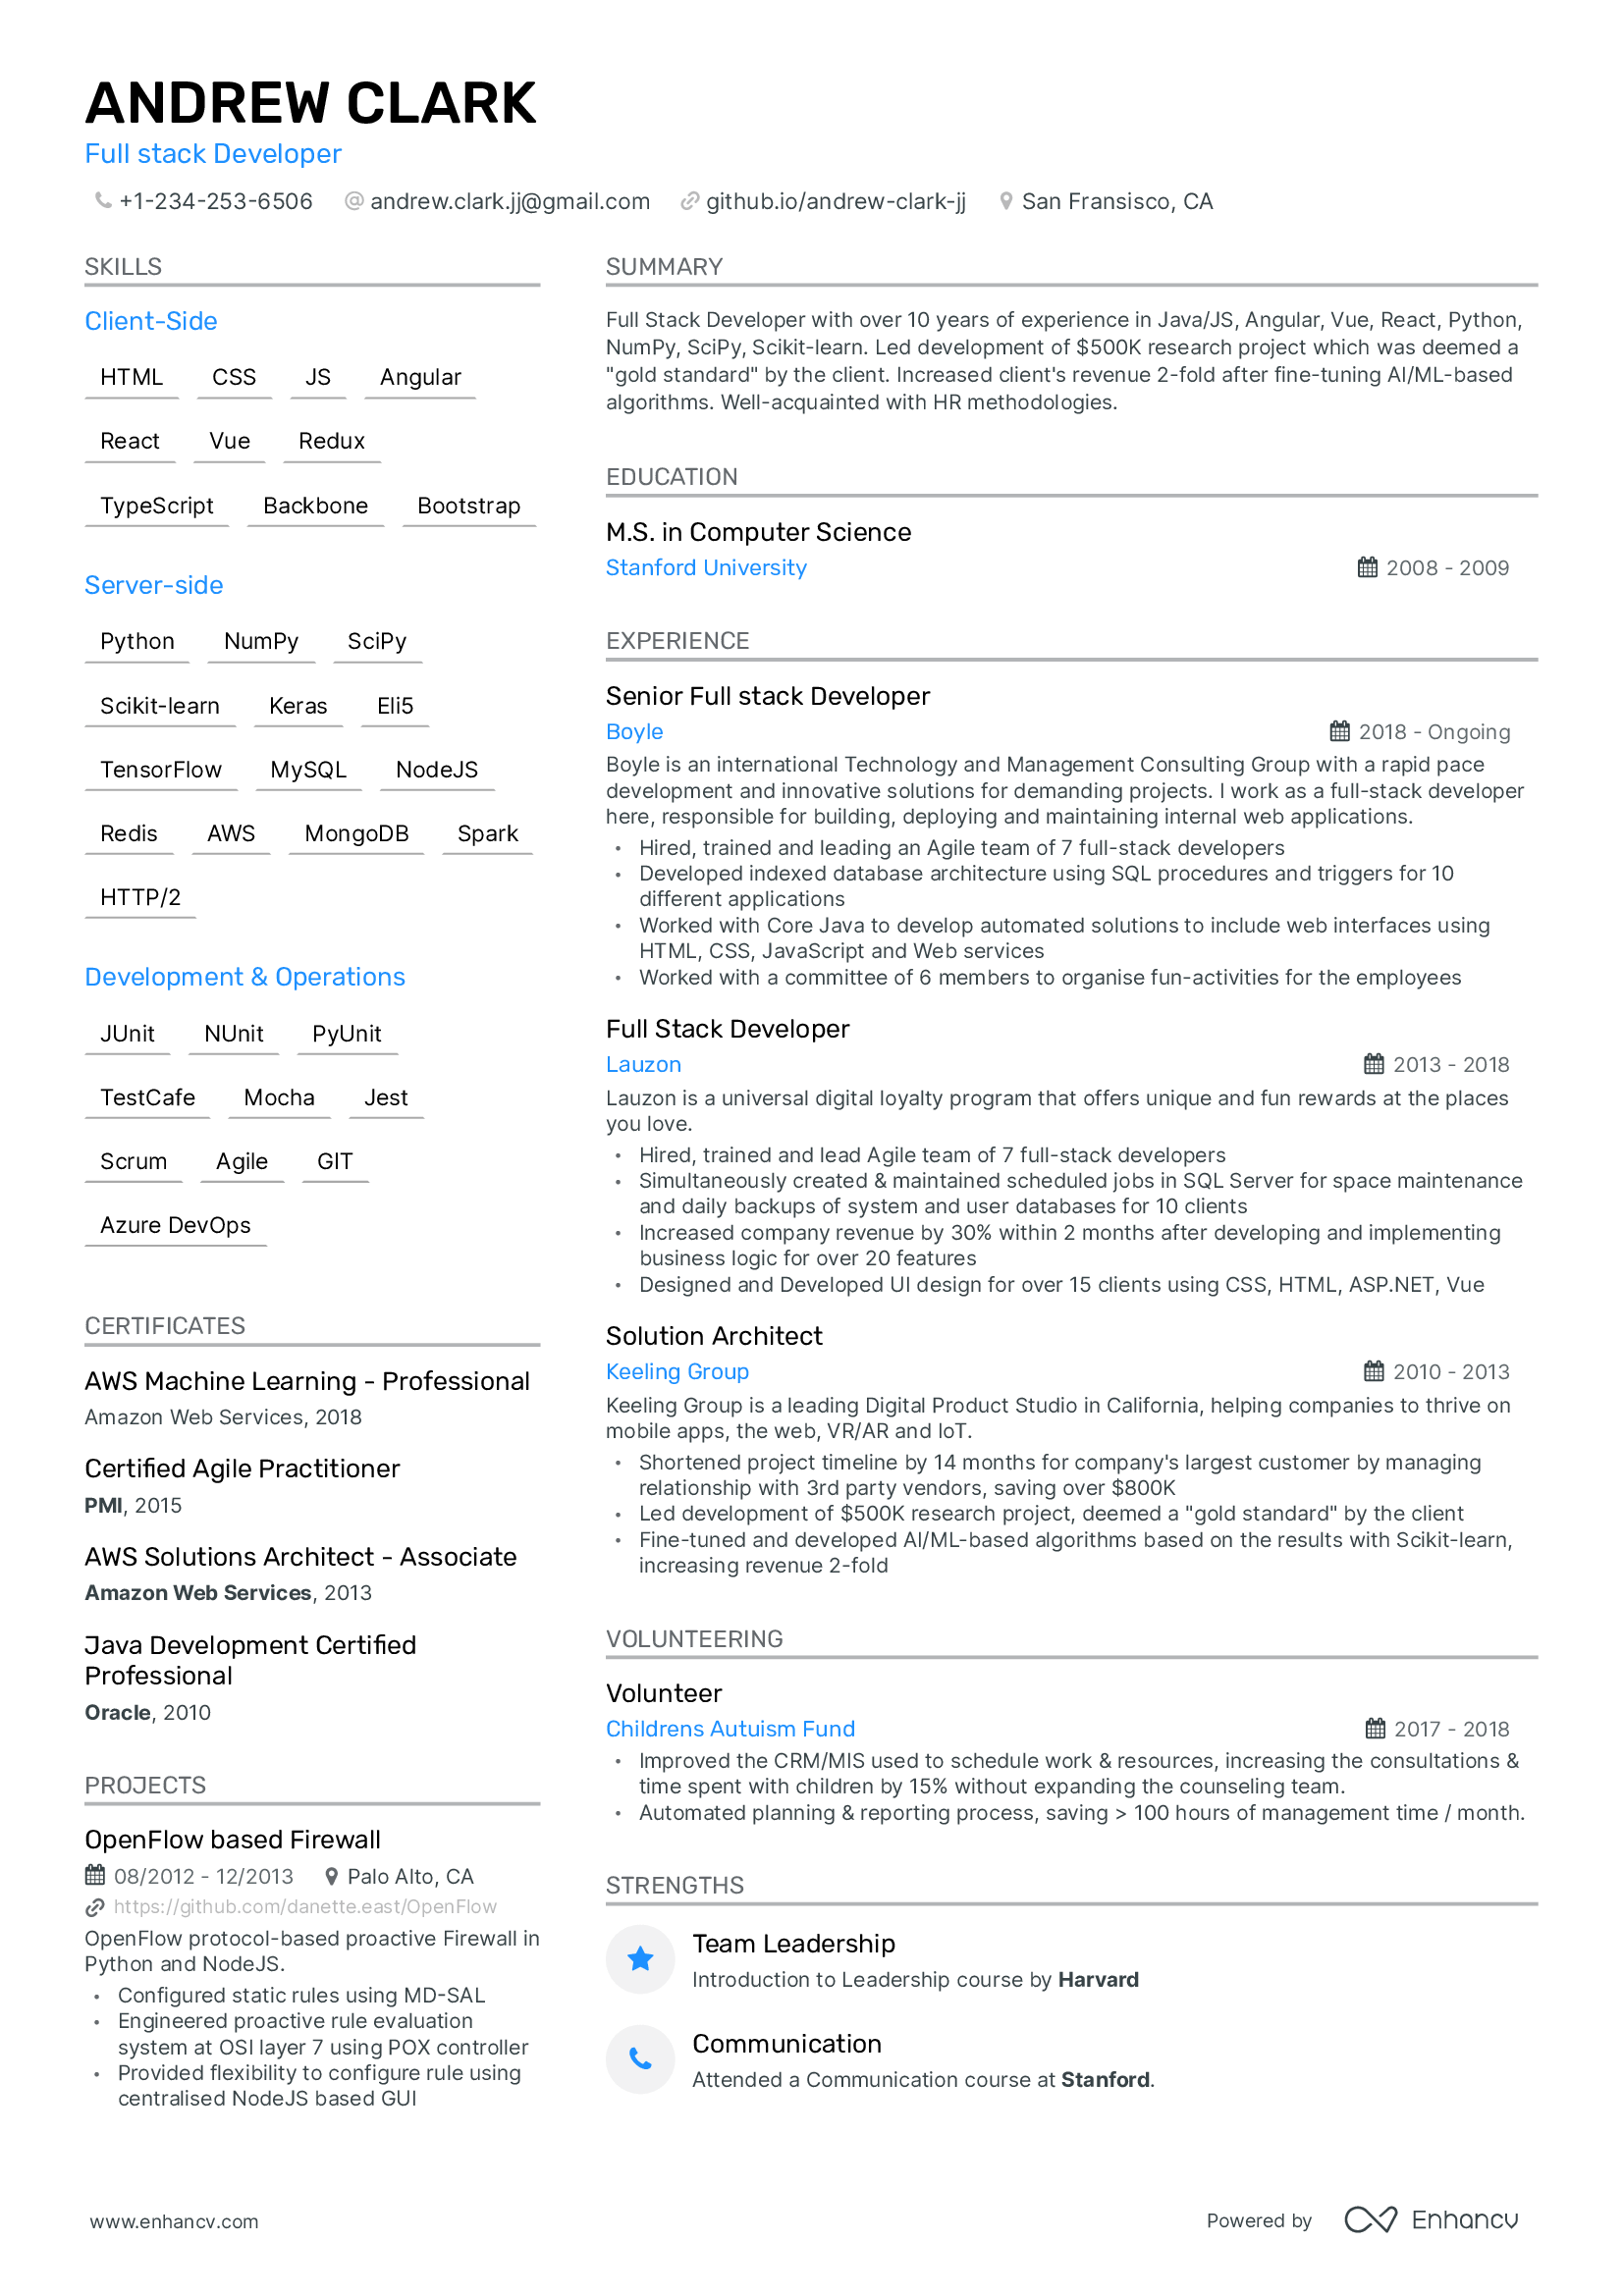 ANDREW CLARK
Full stack Developer
+1-234-253-6506 @ andrew.clark.jj@gmail.com github.io/andrew-clark-jj San Fransisco, CA
SKILLS
Client-Side
HTML CSS JS Angular
React Vue Redux
TypeScript Backbone Bootstrap
Server-side
Python NumPy SciPy
Scikit-learn Keras Eli5
TensorFlow MySQL NodeJS
Redis AWS MongoDB Spark
HTTP/2
Development & Operations
JUnit NUnit PyUnit
TestCafe Mocha Jest
Scrum Agile GIT
Azure DevOps
CERTIFICATES
AWS Machine Learning - Professional
Amazon Web Services, 2018
Certified Agile Practitioner
PMI, 2015
AWS Solutions Architect - Associate
Amazon Web Services, 2013
Java Development Certified
Professional
Oracle, 2010
PROJECTS
OpenFlow based Firewall
08/2012 - 12/2013 Palo Alto, CA
https://github.com/danette.east/OpenFlow
OpenFlow protocol-based proactive Firewall in
Python and NodeJS.
• Configured static rules using MD-SAL
• Engineered proactive rule evaluation
system at OSI layer 7 using POX controller
• Provided flexibility to configure rule using
centralised NodeJS based GUI
SUMMARY
Full Stack Developer with over 10 years of experience in Java/JS, Angular, Vue, React, Python,
NumPy, SciPy, Scikit-learn. Led development of $500K research project which was deemed a
"gold standard" by the client. Increased client's revenue 2-fold after fine-tuning AI/ML-based
algorithms. Well-acquainted with HR methodologies.
EDUCATION
M.S. in Computer Science
Stanford University 2008 - 2009
EXPERIENCE
Senior Full stack Developer
Boyle 2018 - Ongoing
Boyle is an international Technology and Management Consulting Group with a rapid pace
development and innovative solutions for demanding projects. I work as a full-stack developer
here, responsible for building, deploying and maintaining internal web applications.
• Hired, trained and leading an Agile team of 7 full-stack developers
• Developed indexed database architecture using SQL procedures and triggers for 10
different applications
• Worked with Core Java to develop automated solutions to include web interfaces using
HTML, CSS, JavaScript and Web services
• Worked with a committee of 6 members to organise fun-activities for the employees
Full Stack Developer
Lauzon 2013 - 2018
Lauzon is a universal digital loyalty program that offers unique and fun rewards at the places
you love.
• Hired, trained and lead Agile team of 7 full-stack developers
• Simultaneously created & maintained scheduled jobs in SQL Server for space maintenance
and daily backups of system and user databases for 10 clients
• Increased company revenue by 30% within 2 months after developing and implementing
business logic for over 20 features
• Designed and Developed UI design for over 15 clients using CSS, HTML, ASP.NET, Vue
Solution Architect
Keeling Group 2010 - 2013
Keeling Group is a leading Digital Product Studio in California, helping companies to thrive on
mobile apps, the web, VR/AR and IoT.
• Shortened project timeline by 14 months for company's largest customer by managing
relationship with 3rd party vendors, saving over $800K
• Led development of $500K research project, deemed a "gold standard" by the client
• Fine-tuned and developed AI/ML-based algorithms based on the results with Scikit-learn,
increasing revenue 2-fold
VOLUNTEERING
Volunteer
Childrens Autuism Fund 2017 - 2018
• Improved the CRM/MIS used to schedule work & resources, increasing the consultations &
time spent with children by 15% without expanding the counseling team.
• Automated planning & reporting process, saving > 100 hours of management time / month.
STRENGTHS
Team Leadership
Introduction to Leadership course by Harvard
Communication
Attended a Communication course at Stanford.
www.enhancv.com
Powered by Enhancv